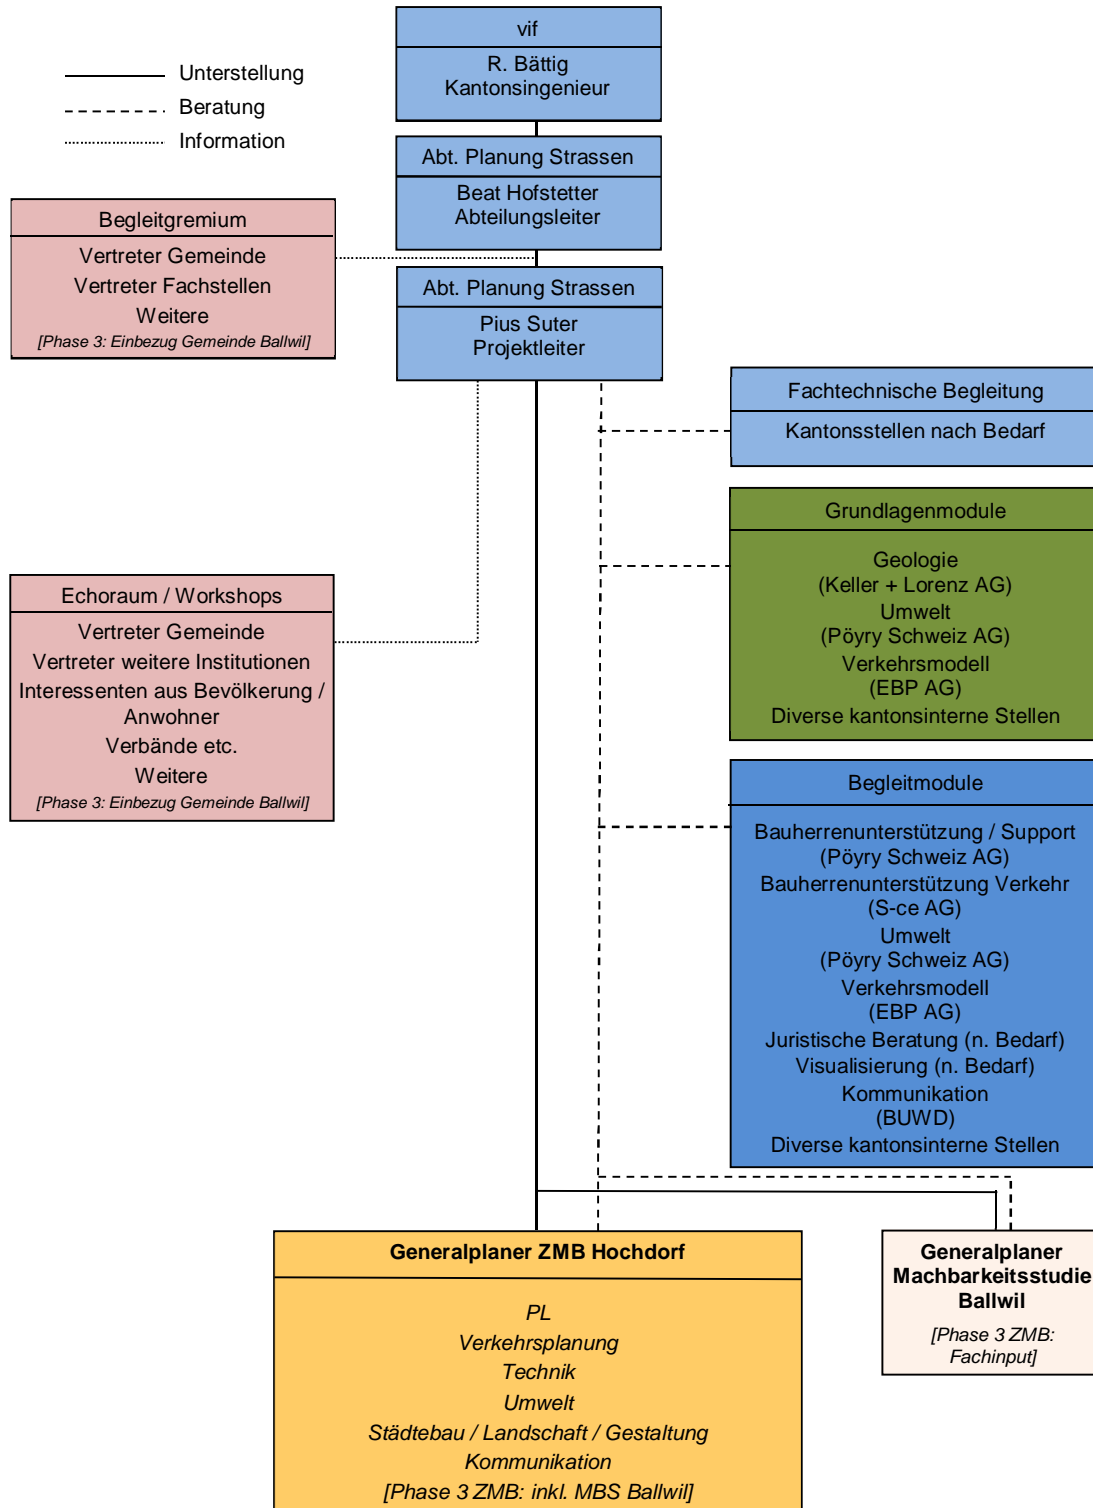 vif
R. Bättig
Kantonsingenieur
Unterstellung
Beratung
Information
Abt. Planung Strassen
Beat Hofstetter
Abteilungsleiter
Begleitgremium
Vertreter Gemeinde
Vertreter Fachstellen
Weitere
[Phase 3: Einbezug Gemeinde Ballwil]
Abt. Planung Strassen
Pius Suter
Projektleiter
Fachtechnische Begleitung
Kantonsstellen nach Bedarf
Grundlagenmodule
Geologie
(Keller + Lorenz AG)
Umwelt
(Pöyry Schweiz AG)
Verkehrsmodell
(EBP AG)
Diverse kantonsinterne Stellen
Echoraum / Workshops
Vertreter Gemeinde
Vertreter weitere Institutionen
Interessenten aus Bevölkerung /
Anwohner
Verbände etc.
Weitere
[Phase 3: Einbezug Gemeinde Ballwil]
Begleitmodule
Bauherrenunterstützung / Support
(Pöyry Schweiz AG)
Bauherrenunterstützung Verkehr
(S-ce AG)
Umwelt
(Pöyry Schweiz AG)
Verkehrsmodell
(EBP AG)
Juristische Beratung (n. Bedarf)
Visualisierung (n. Bedarf)
Kommunikation
(BUWD)
Diverse kantonsinterne Stellen
Generalplaner ZMB Hochdorf
PL
Verkehrsplanung
Technik
Umwelt
Städtebau / Landschaft / Gestaltung
Kommunikation
[Phase 3 ZMB: inkl. MBS Ballwil]
Generalplaner
Machbarkeitsstudie
Ballwil
[Phase 3 ZMB:
Fachinput]